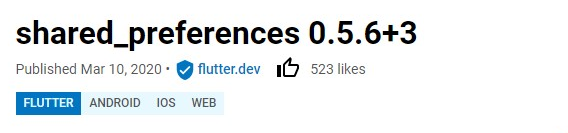 shared_preferences 0.5.6+3
Published Mar 10, 2020 • flutter.dev 523 likes
FLUTTER ANDROID IOS WEB